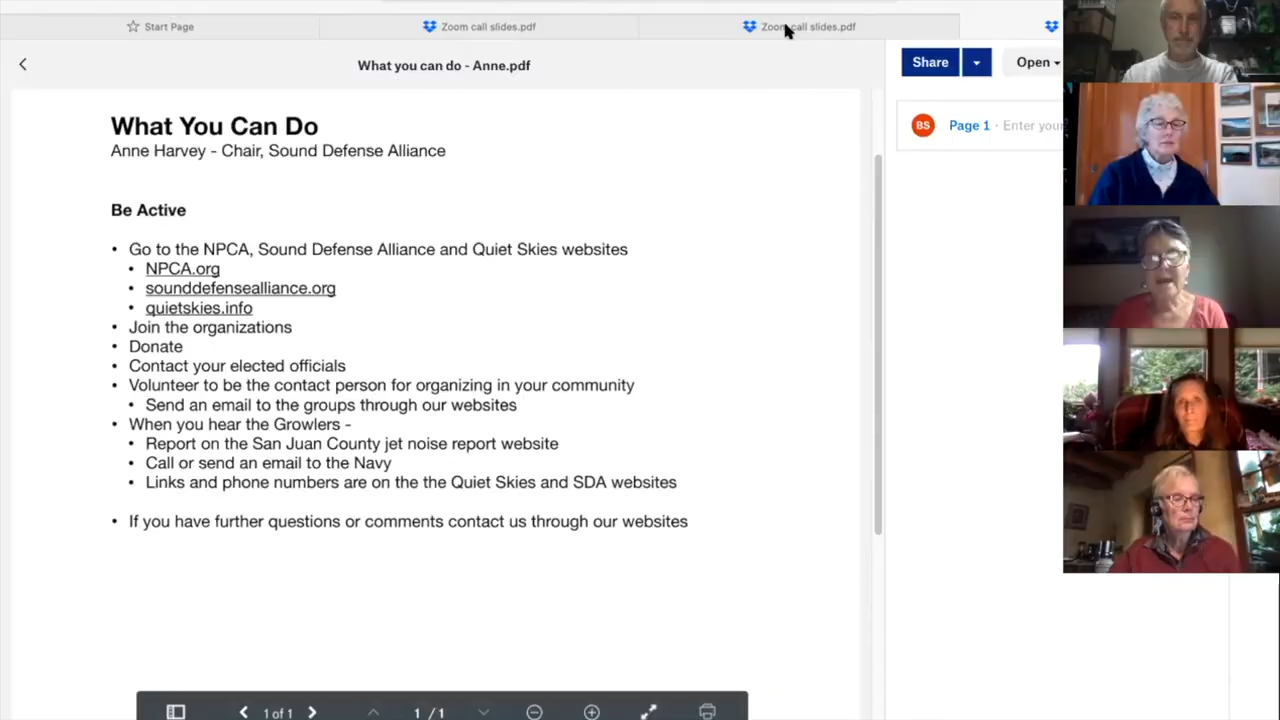 Start Page
Zoom call slides.pdf
Zoom call slides.pdf
What you can do - Anne.pdf
Share
Open
What You Can Do
Anne Harvey - Chair, Sound Defense Alliance
BS
Page 1 · Enter your
Be Active
• Go to the NPCA, Sound Defense Alliance and Quiet Skies websites
• NPCA.org
• sounddefensealliance.org
• quietskies.info
• Join the organizations
• Donate
• Contact your elected officials
• Volunteer to be the contact person for organizing in your community
• Send an email to the groups through our websites
• When you hear the Growlers -
• Report on the San Juan County jet noise report website
• Call or send an email to the Navy
• Links and phone numbers are on the the Quiet Skies and SDA websites
• If you have further questions or comments contact us through our websites
1 of 1
1 / 1